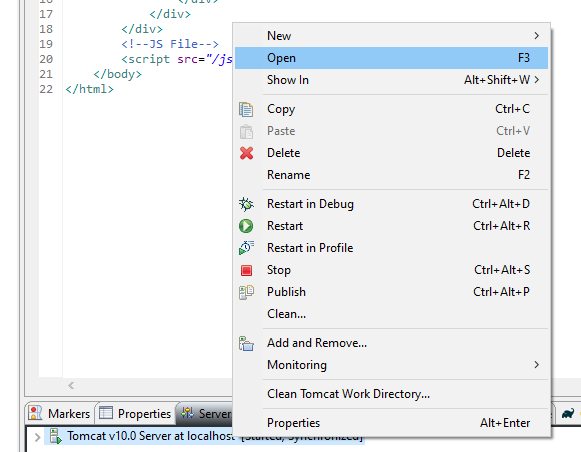 16 </div>
17 </div>
18 </div>
19 <!--JS File-->
20 <script src="/js
21 </body>
22 </html>
New
Open F3
Show In Alt+Shift+W
Copy Ctrl+C
Paste Ctrl+V
Delete Delete
Rename F2
Restart in Debug Ctrl+Alt+D
Restart Ctrl+Alt+R
Restart in Profile
Stop Ctrl+Alt+S
Publish Ctrl+Alt+P
Clean...
Add and Remove...
Monitoring
Clean Tomcat Work Directory...
Properties Alt+Enter
Markers Properties Server
Tomcat v10.0 Server at localhost [Started, Synchronized]